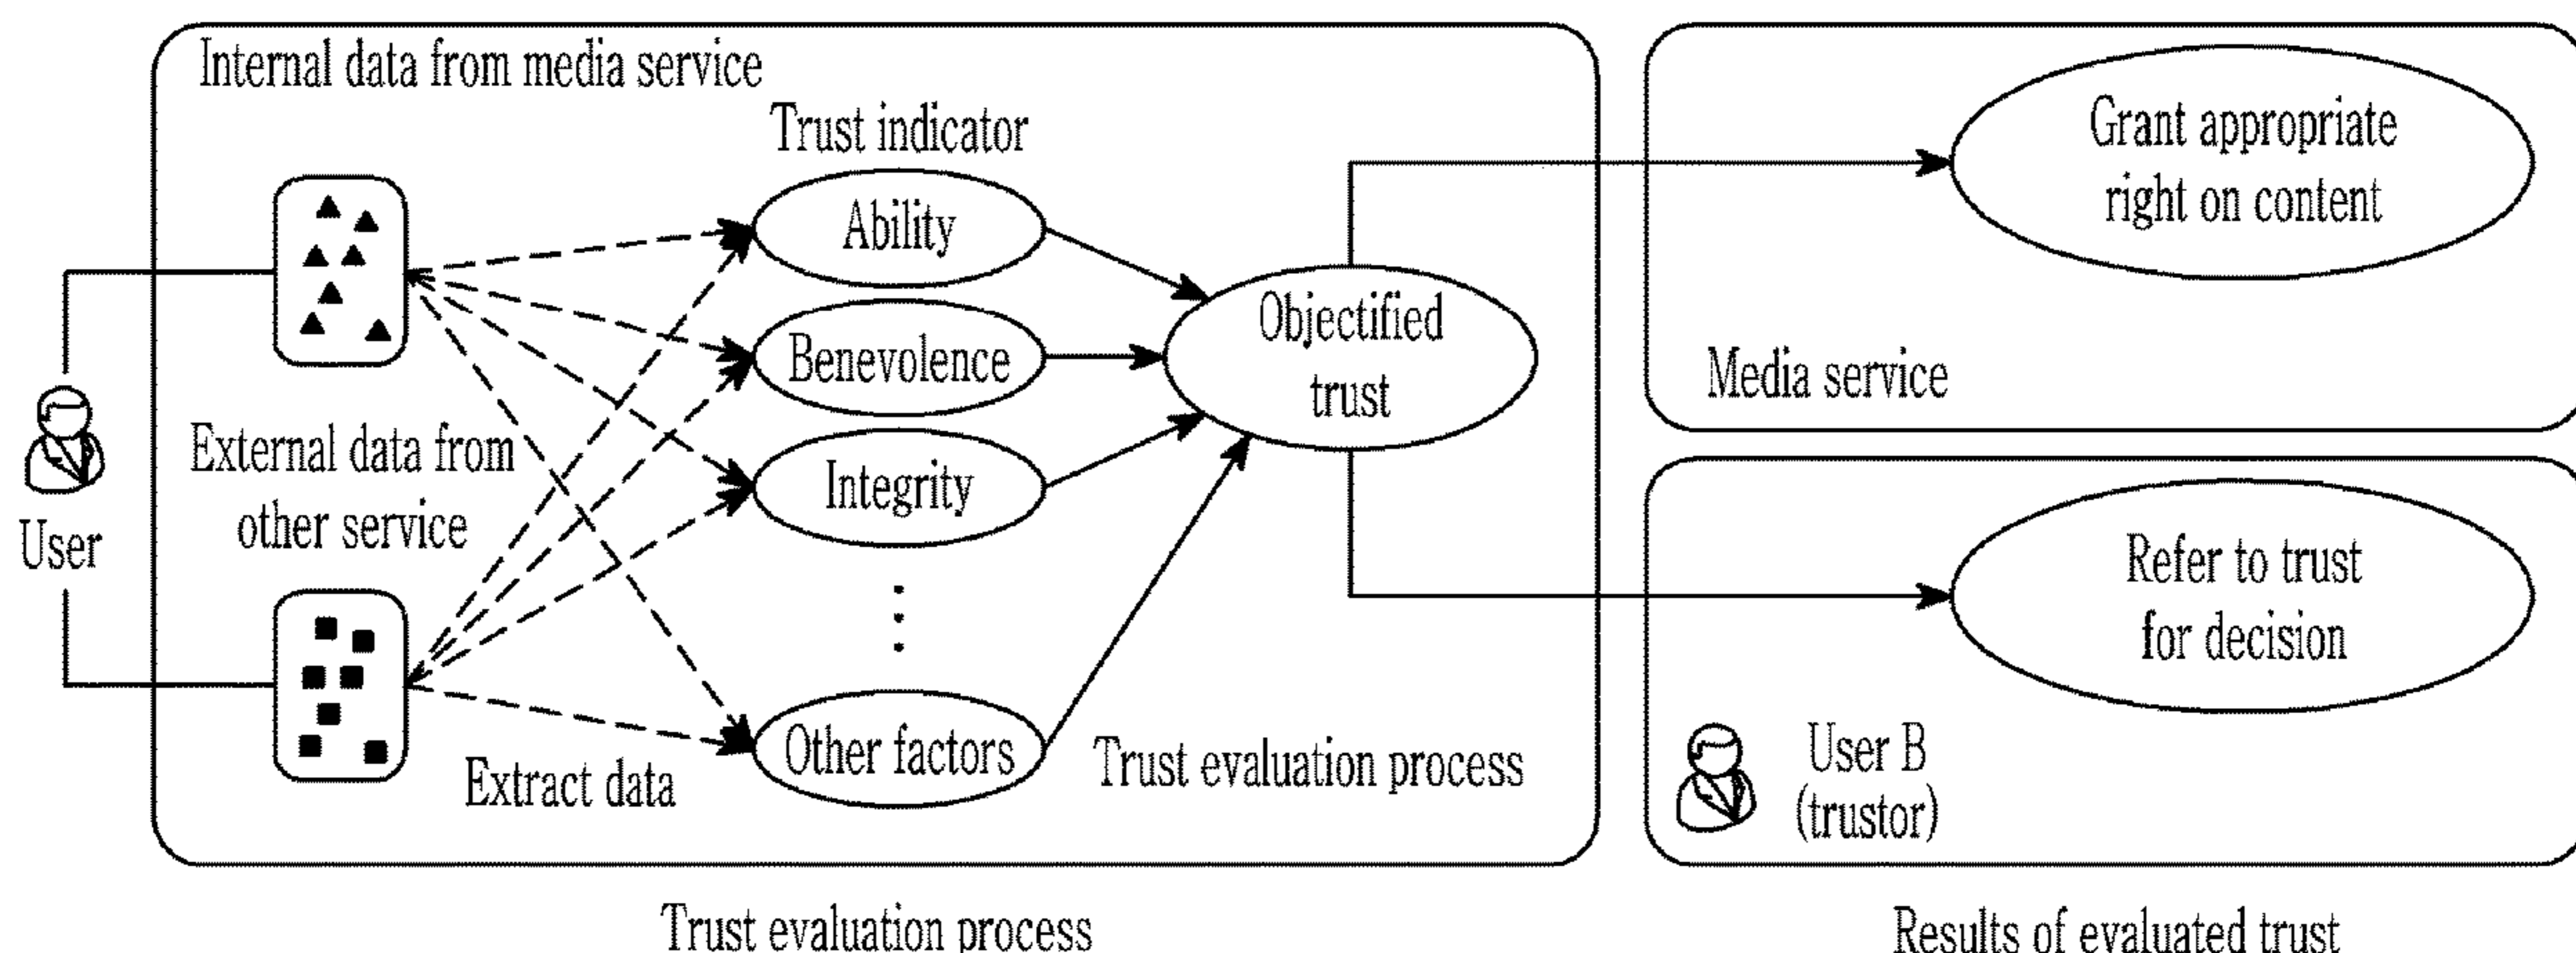 Internal data from media service
Trust indicator
Ability
Benevolence
Integrity
Other factors
External data from
other service
User
Extract data
Objectified
trust
Trust evaluation process
Grant appropriate
right on content
Media service
Refer to trust
for decision
User B
(trustor)
Trust evaluation process
Results of evaluated trust